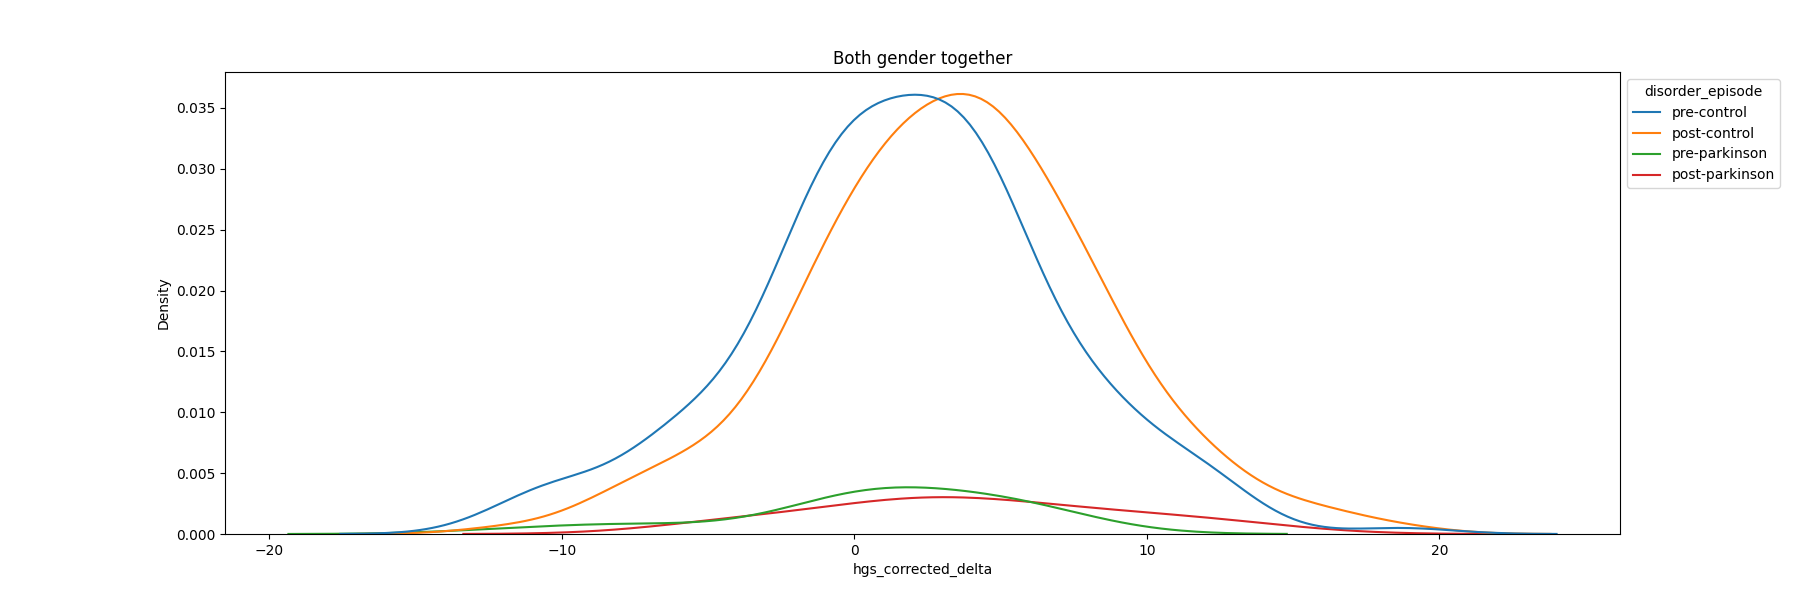 Both gender together
disorder_episode
pre-control
post-control
pre-parkinson
post-parkinson
Density
0.035
0.030
0.025
0.020
0.015
0.010
0.005
0.000
−20
−10
0
10
20
hgs_corrected_delta